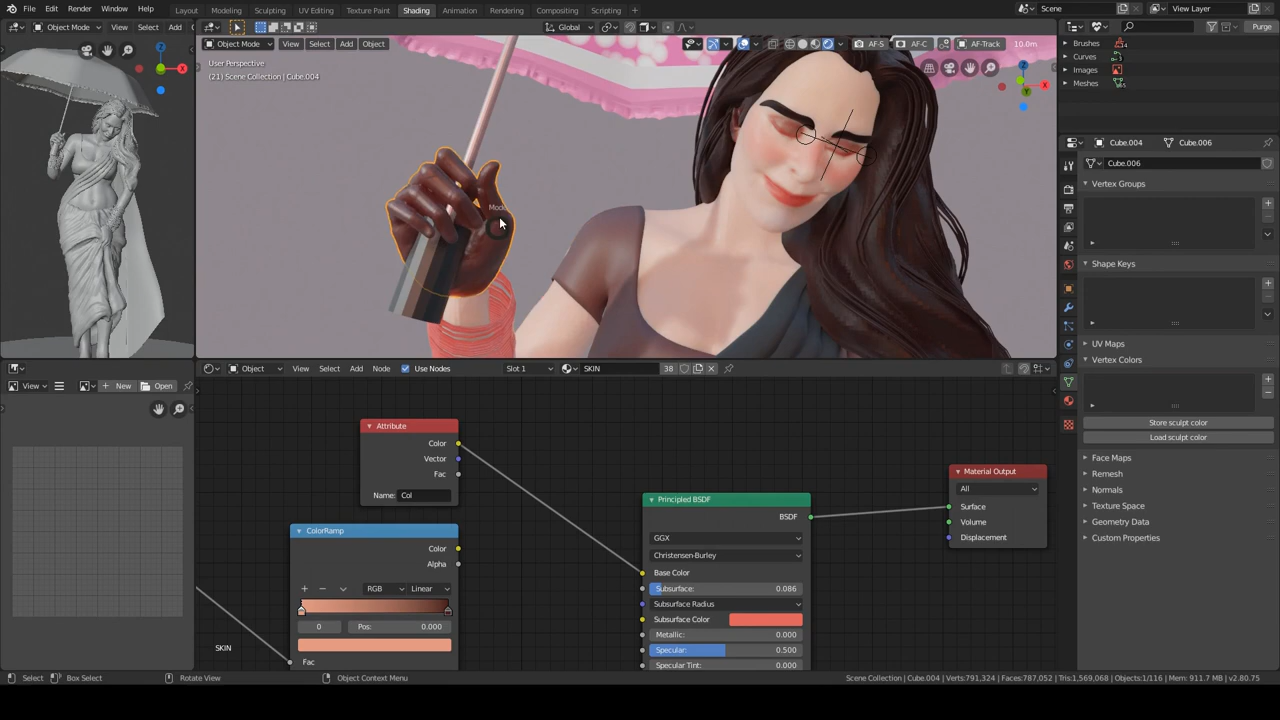 File Edit Render Window Help Layout Modeling Sculpting UV Editing Texture Paint Shading Animation Rendering Compositing Scripting Scene View Layer
Object Mode View Select Add Global Purge
Object Mode View Select Add Object AF-S AF-C AF-Track 10.0m
User Perspective
(21) Scene Collection | Cube.004
Brushes
Curves
Images
Meshes
Cube.004 Cube.006
Cube.006
Vertex Groups
Shape Keys
UV Maps
Vertex Colors
Store sculpt color
Load sculpt color
Face Maps
Remesh
Normals
Texture Space
Geometry Data
Custom Properties
View New Open
Object View Select Add Node Use Nodes Slot 1 SKIN 38
Attribute
Color
Vector
Fac
Name: Col
ColorRamp
Color
Alpha
RGB Linear
0 Pos: 0.000
Fac
SKIN
Principled BSDF
BSDF
GGX
Christensen-Burley
Base Color
Subsurface: 0.086
Subsurface Radius
Subsurface Color
Metallic: 0.000
Specular: 0.500
Specular Tint: 0.000
Material Output
All
Surface
Volume
Displacement
Select Box Select Rotate View Object Context Menu Scene Collection | Cube.004 | Verts:791,324 | Faces:787,052 | Tris:1,569,068 | Objects:1/116 | Mem: 911.7 MB | v2.80.75